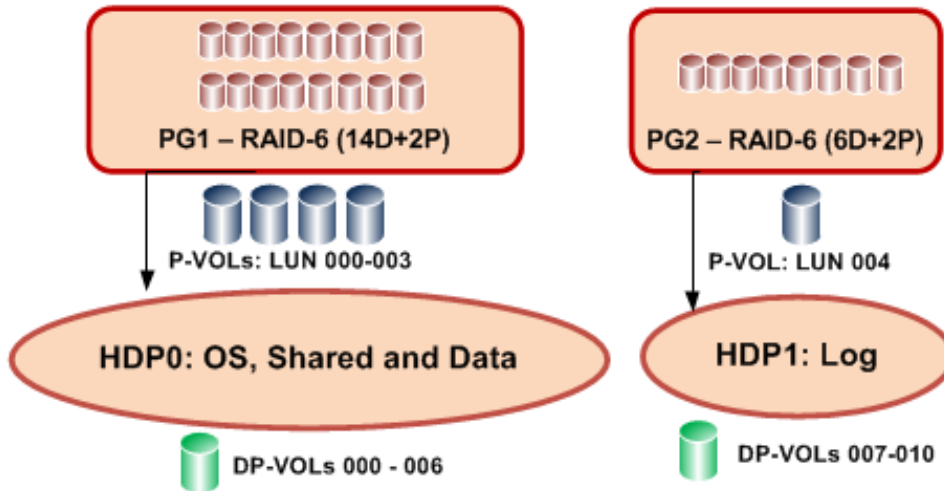 PG1 – RAID-6 (14D+2P)
P-VOLs: LUN 000-003
HDP0: OS, Shared and Data
DP-VOLs 000 - 006
PG2 – RAID-6 (6D+2P)
P-VOL: LUN 004
HDP1: Log
DP-VOLs 007-010